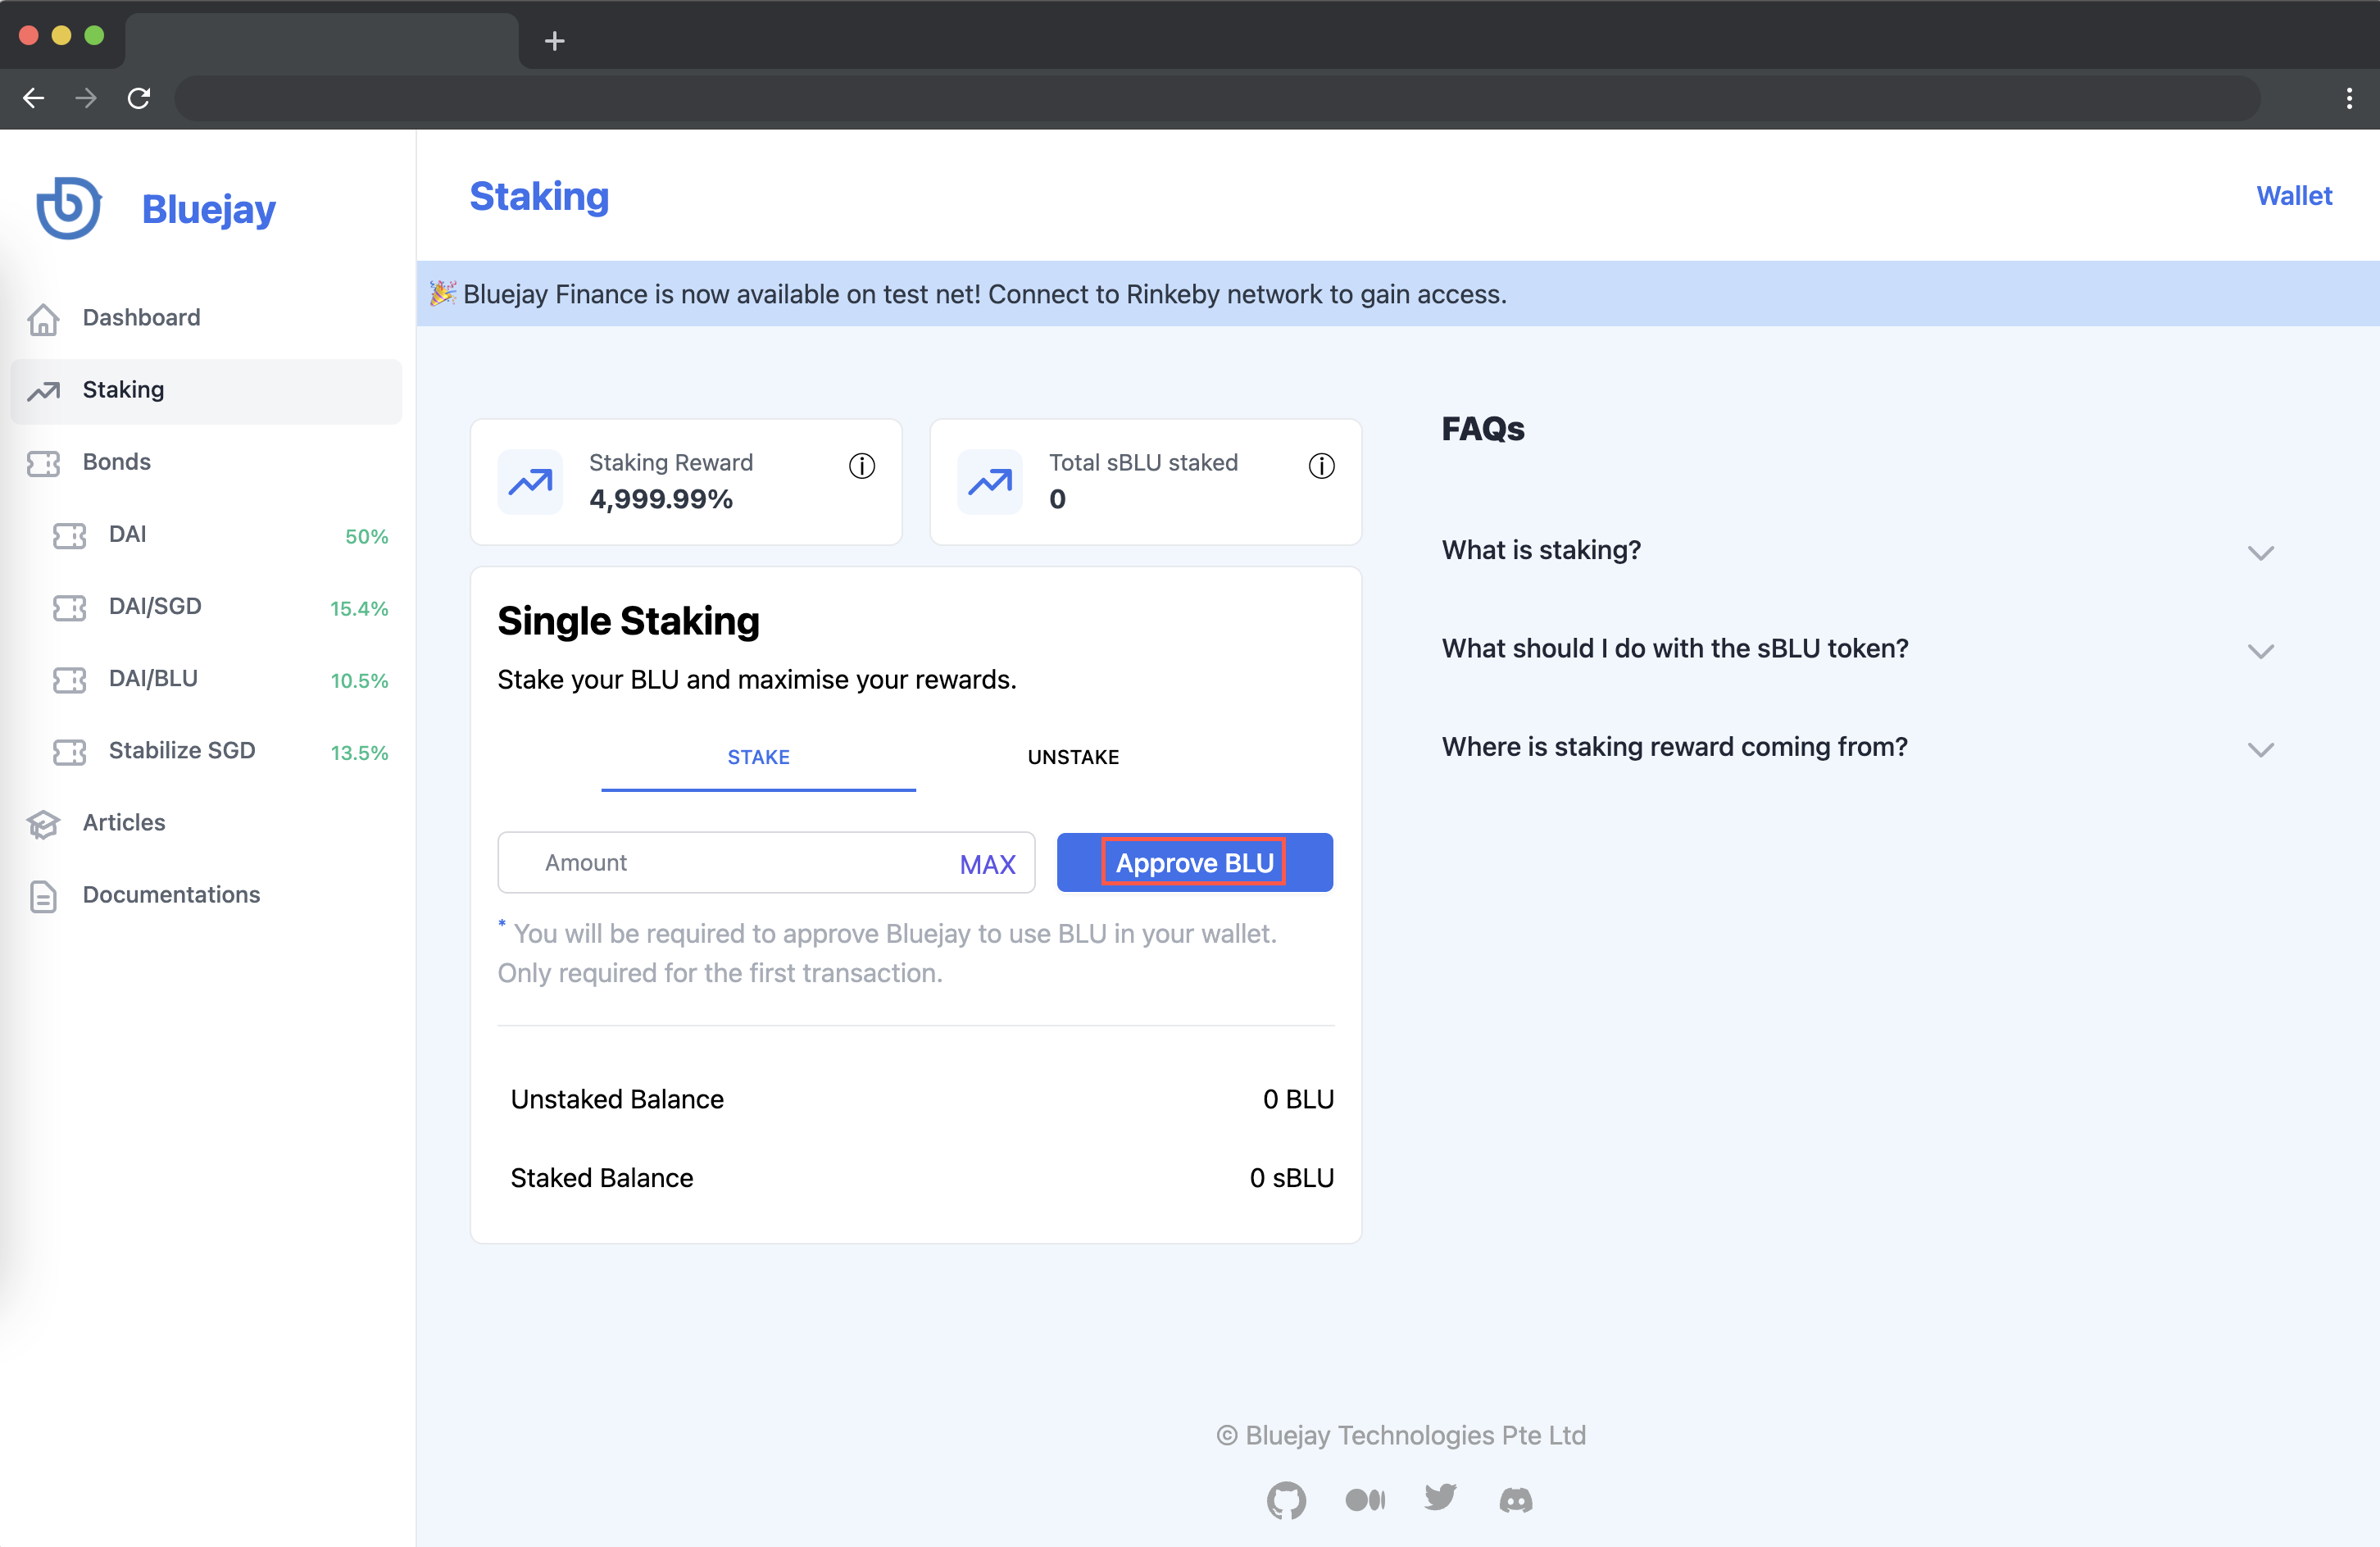 Bluejay
Dashboard
Staking
Bonds
DAI 50%
DAI/SGD 15.4%
DAI/BLU 10.5%
Stabilize SGD 13.5%
Articles
Documentations
Staking
Wallet
🎉 Bluejay Finance is now available on test net! Connect to Rinkeby network to gain access.
Staking Reward
4,999.99%
Total sBLU staked
0
Single Staking
Stake your BLU and maximise your rewards.
STAKE UNSTAKE
Amount MAX Approve BLU
* You will be required to approve Bluejay to use BLU in your wallet.
Only required for the first transaction.
Unstaked Balance 0 BLU
Staked Balance 0 sBLU
FAQs
What is staking?
What should I do with the sBLU token?
Where is staking reward coming from?
© Bluejay Technologies Pte Ltd